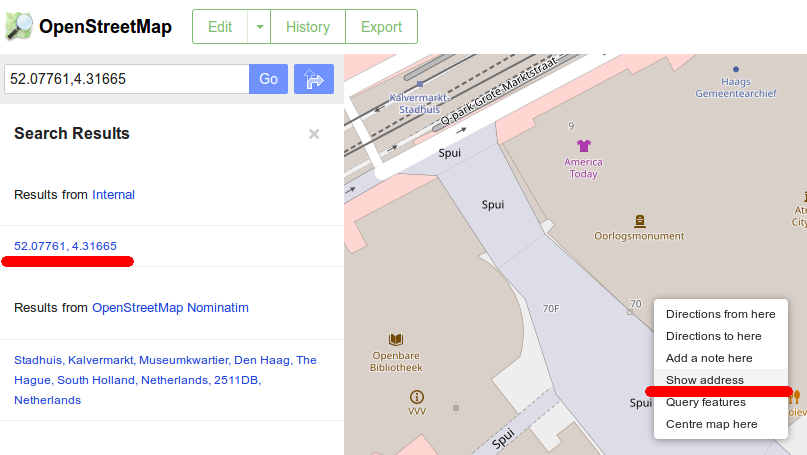 OpenStreetMap
Edit
History
Export
52.07761,4.31665
Go
Search Results
×
Results from Internal
52.07761, 4.31665
Results from OpenStreetMap Nominatim
Stadhuis, Kalvermarkt, Museumkwartier, Den Haag, The
Hague, South Holland, Netherlands, 2511DB,
Netherlands
Kalvermarkt-
Stadhuis
Q-park Grote Marktstraat
Haags
Gemeentearchief
9
Spui
America
Today
Spui
Oorlogsmonument
City
70F
70
Openbare
Bibliotheek
VVV
Spui
Spui
Directions from here
Directions to here
Add a note here
Show address
Query features
Centre map here